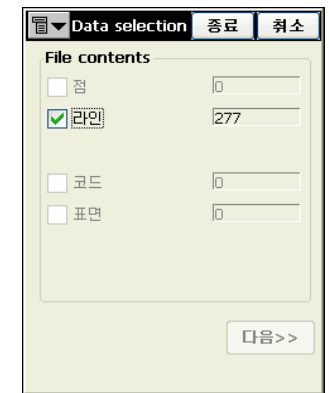 Data selection 종료 취소
File contents
점 0
라인 277
코드 0
표면 0
다음>>